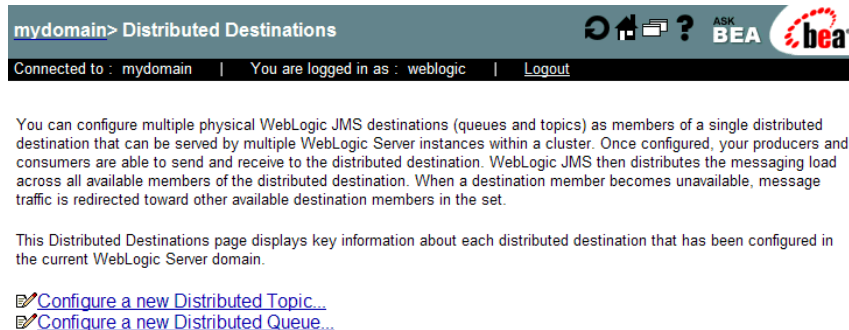 mydomain> Distributed Destinations
? ASK BEA bea
Connected to : mydomain | You are logged in as : weblogic | Logout
You can configure multiple physical WebLogic JMS destinations (queues and topics) as members of a single distributed
destination that can be served by multiple WebLogic Server instances within a cluster. Once configured, your producers and
consumers are able to send and receive to the distributed destination. WebLogic JMS then distributes the messaging load
across all available members of the distributed destination. When a destination member becomes unavailable, message
traffic is redirected toward other available destination members in the set.
This Distributed Destinations page displays key information about each distributed destination that has been configured in
the current WebLogic Server domain.
Configure a new Distributed Topic...
Configure a new Distributed Queue...